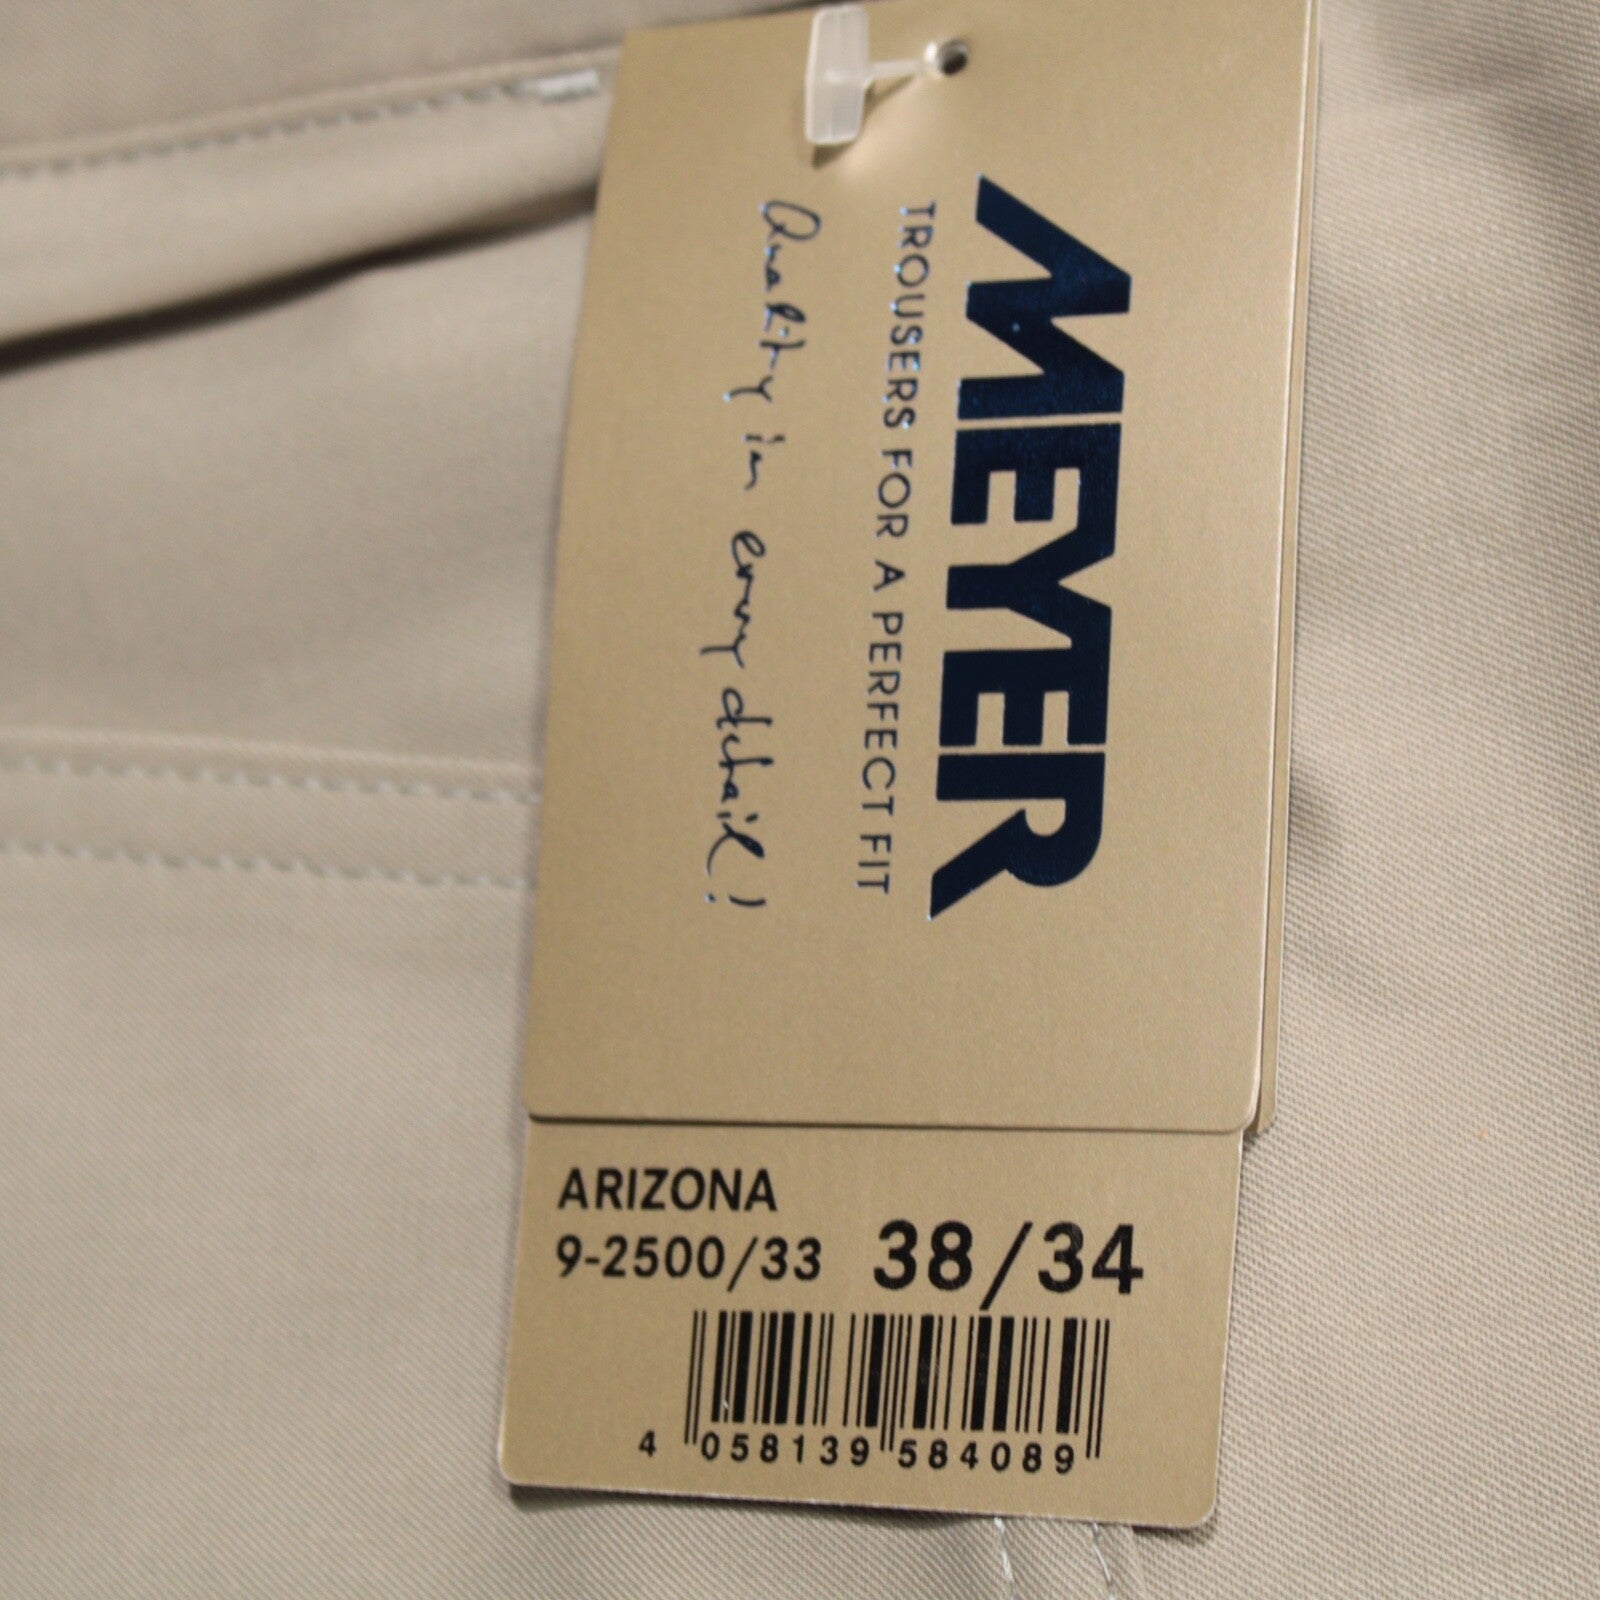 MEYER
TROUSERS FOR A PERFECT FIT
Quality in every detail!
ARIZONA
9-2500/33 38/34
4 058139 584089